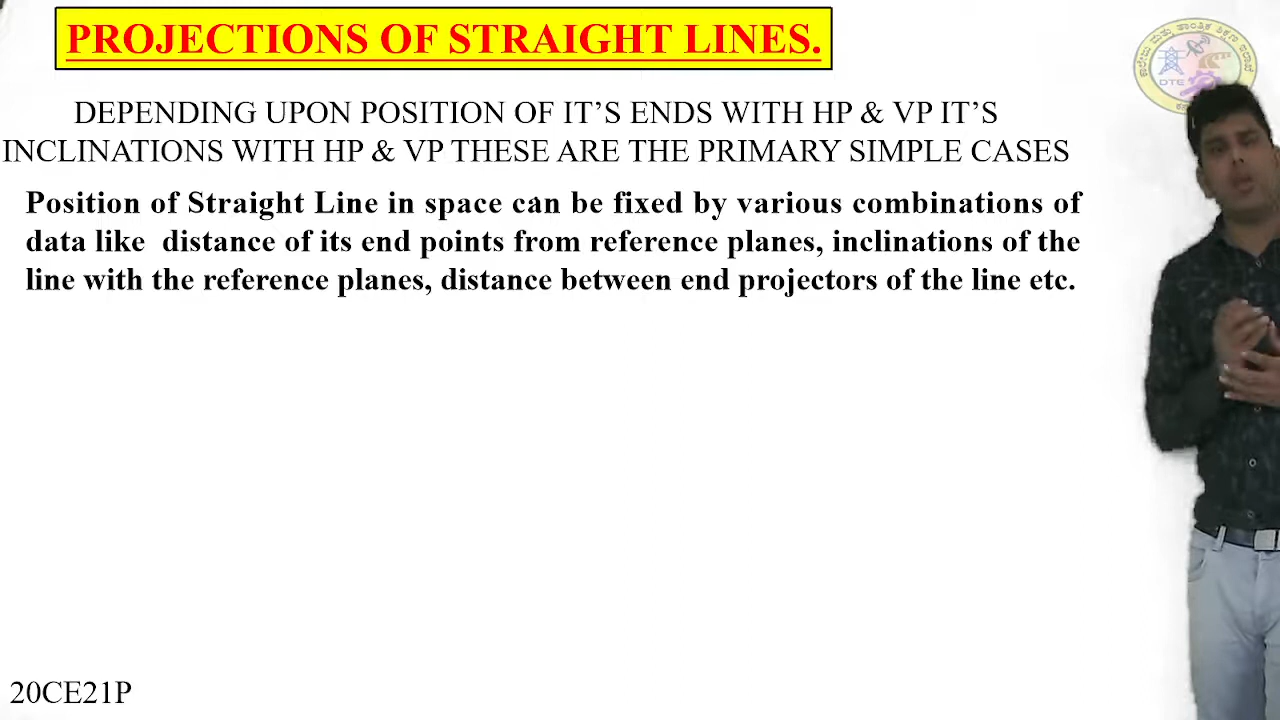 PROJECTIONS OF STRAIGHT LINES.
DEPENDING UPON POSITION OF IT’S ENDS WITH HP & VP IT’S
INCLINATIONS WITH HP & VP THESE ARE THE PRIMARY SIMPLE CASES
Position of Straight Line in space can be fixed by various combinations of
data like distance of its end points from reference planes, inclinations of the
line with the reference planes, distance between end projectors of the line etc.
DTE
20CE21P